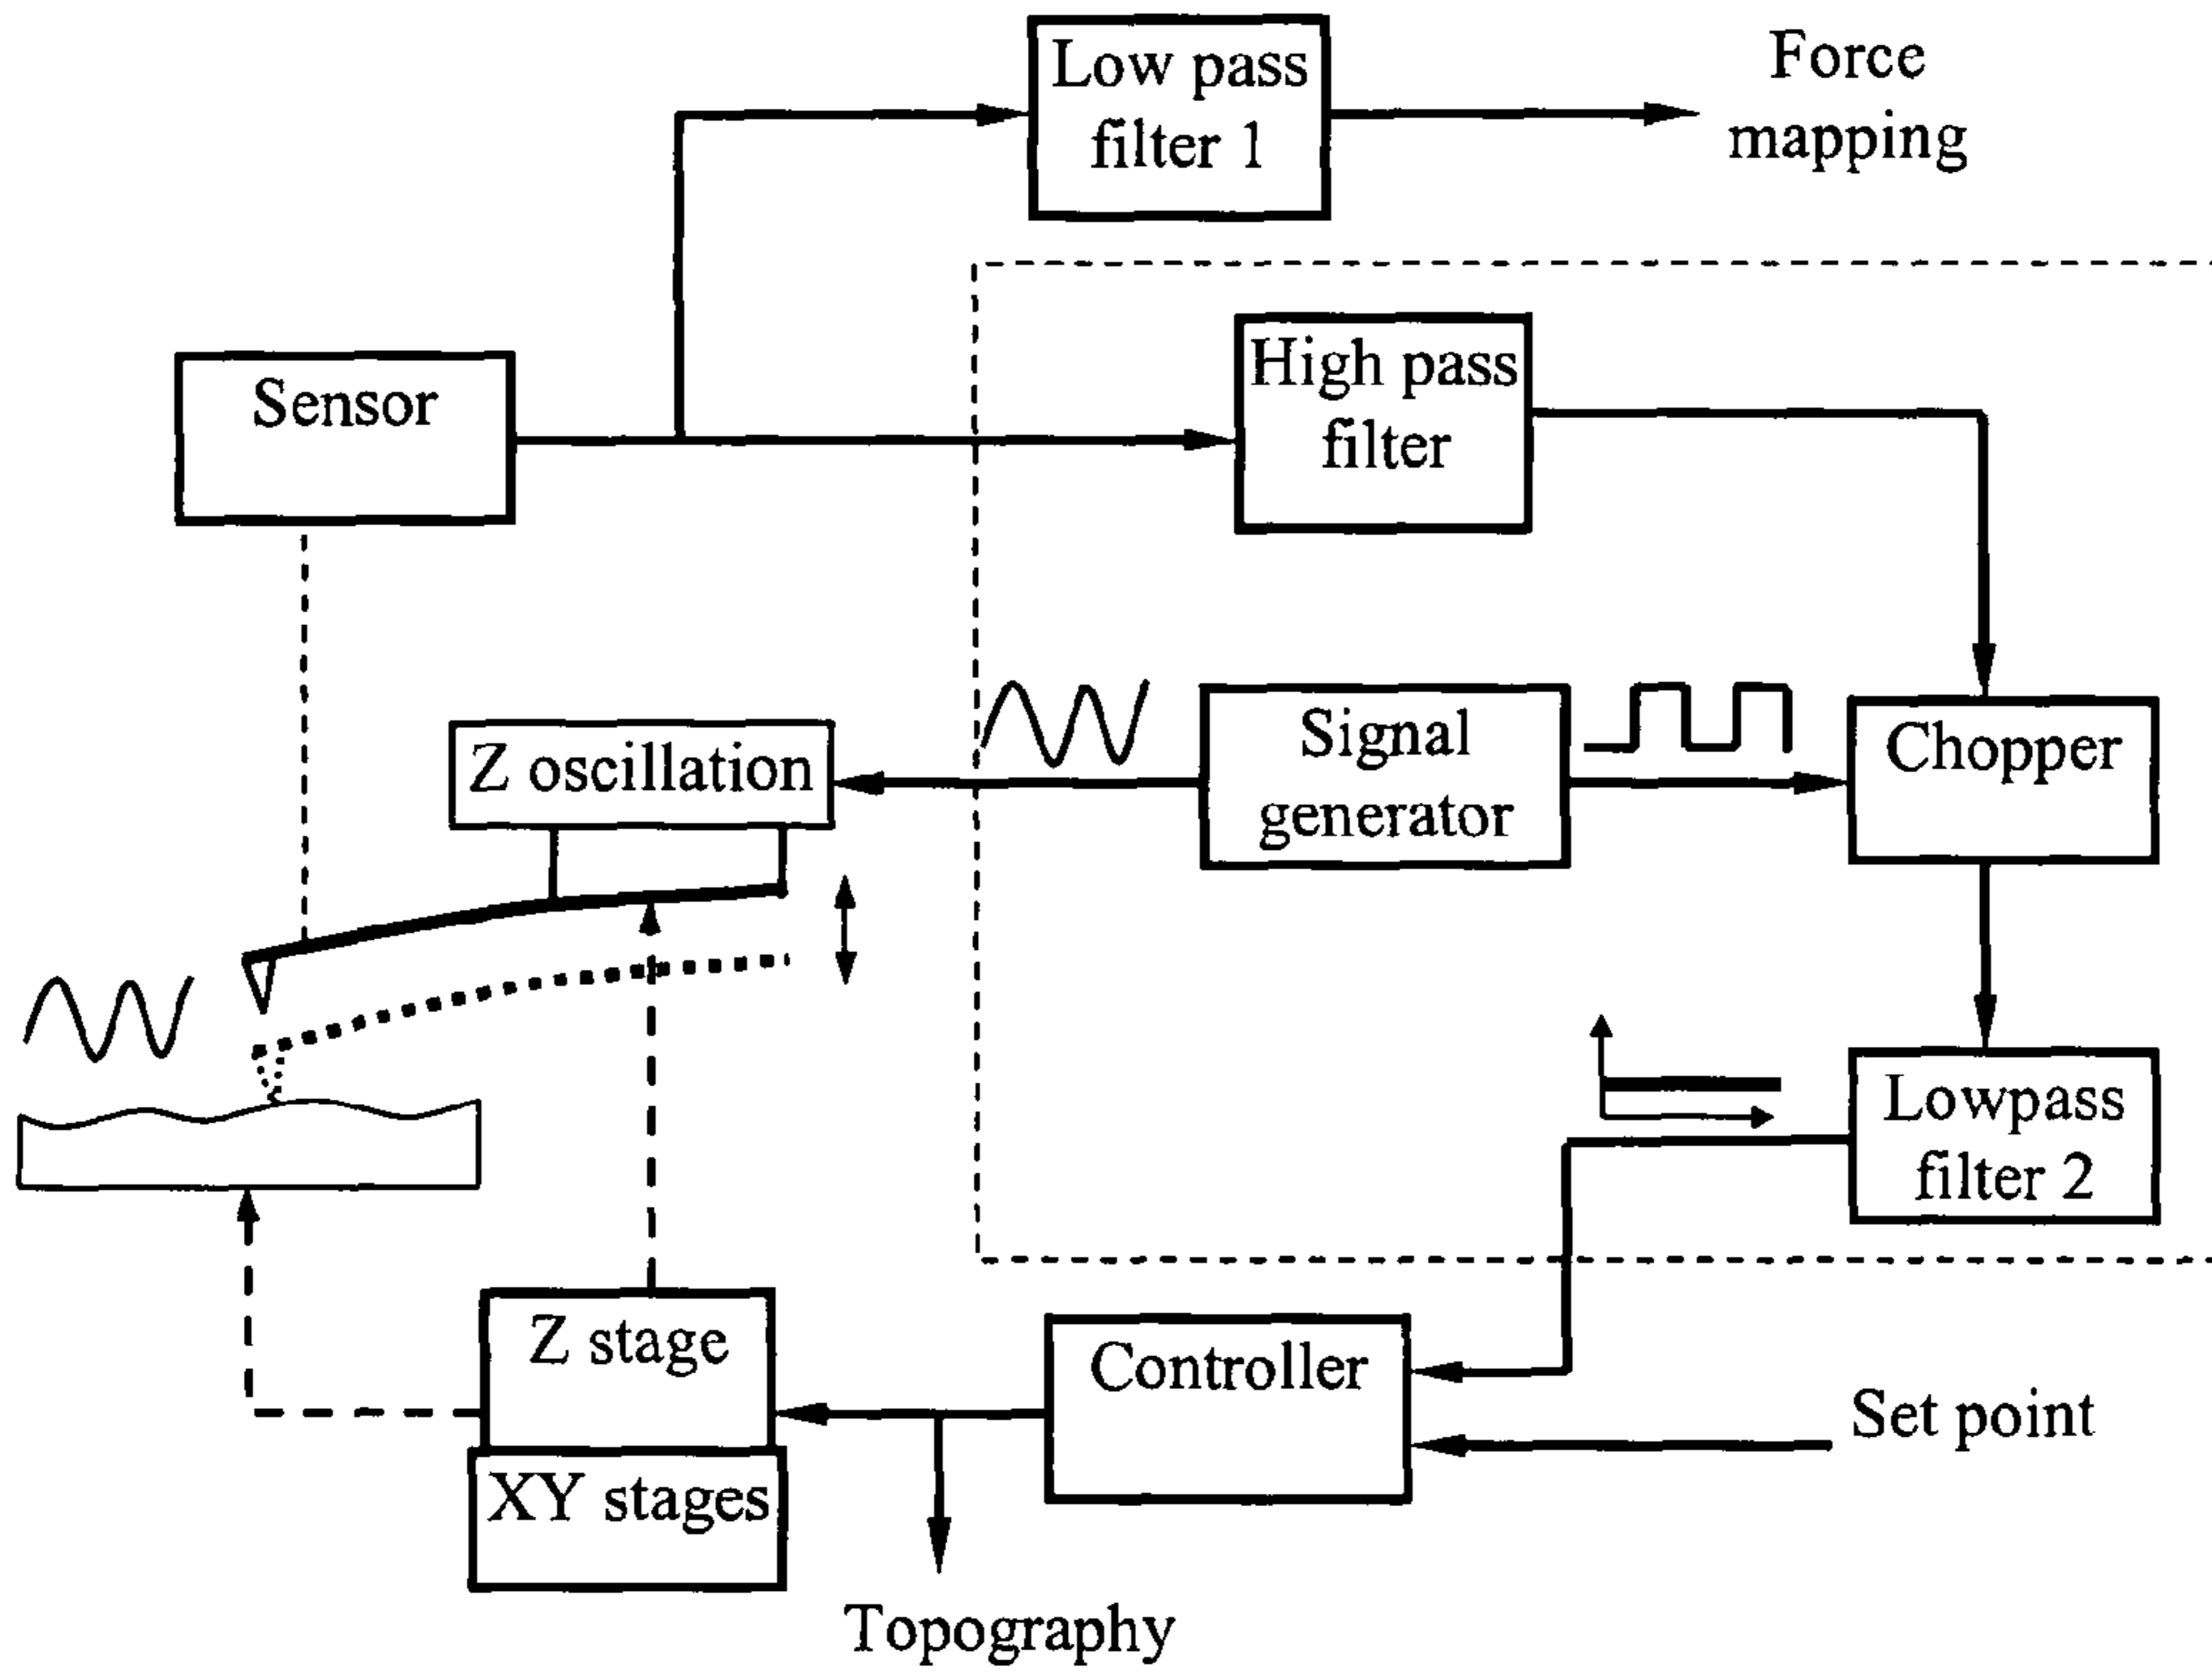 Low pass
filter 1
Force
mapping
Sensor
High pass
filter
Z oscillation
Signal
generator
Chopper
Lowpass
filter 2
Z stage
XY stages
Controller
Set point
Topography